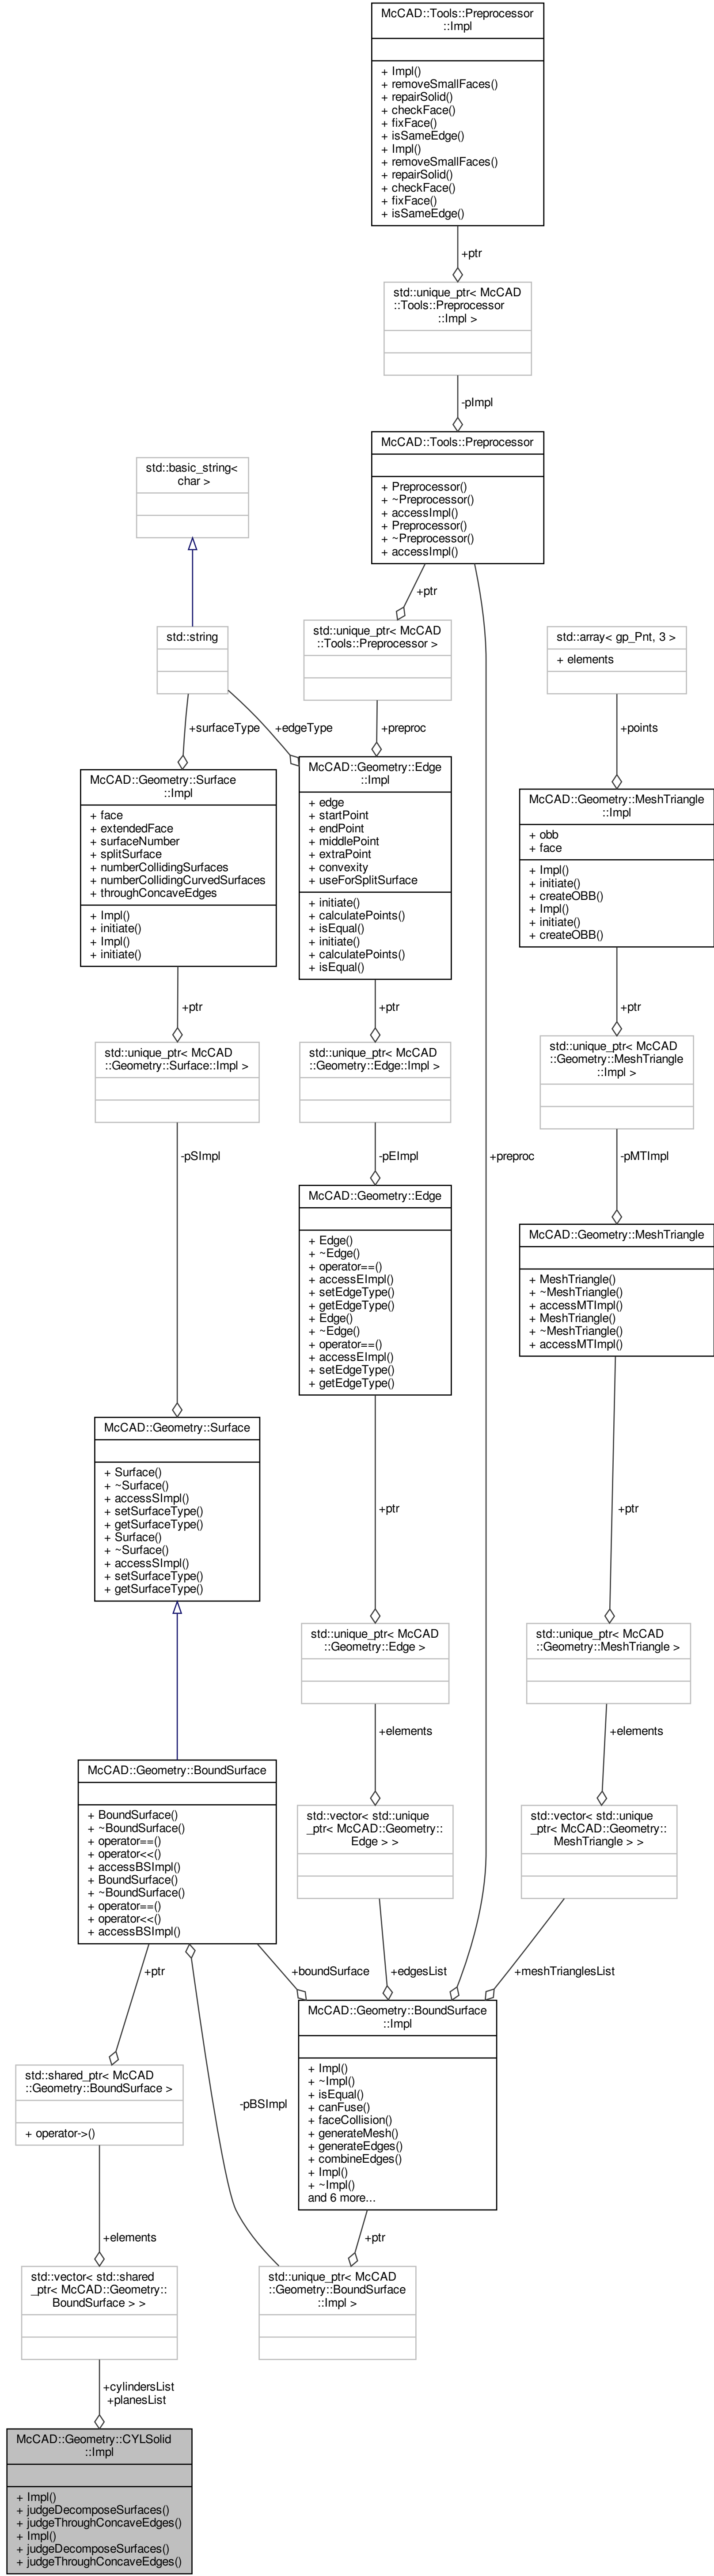 McCAD::Tools::Preprocessor
::Impl
+ Impl()
+ removeSmallFaces()
+ repairSolid()
+ checkFace()
+ fixFace()
+ isSameEdge()
+ Impl()
+ removeSmallFaces()
+ repairSolid()
+ checkFace()
+ fixFace()
+ isSameEdge()
+ptr
std::unique_ptr< McCAD
::Tools::Preprocessor
::Impl >
-pImpl
McCAD::Tools::Preprocessor
+ Preprocessor()
+ ~Preprocessor()
+ accessImpl()
+ Preprocessor()
+ ~Preprocessor()
+ accessImpl()
std::basic_string<
char >
+ptr
std::string
std::unique_ptr< McCAD
::Tools::Preprocessor >
std::array< gp_Pnt, 3 >
+ elements
+surfaceType
+edgeType
+preproc
+points
McCAD::Geometry::Surface
::Impl
+ face
+ extendedFace
+ surfaceNumber
+ splitSurface
+ numberCollidingSurfaces
+ numberCollidingCurvedSurfaces
+ throughConcaveEdges
+ Impl()
+ initiate()
+ Impl()
+ initiate()
McCAD::Geometry::Edge
::Impl
+ edge
+ startPoint
+ endPoint
+ middlePoint
+ extraPoint
+ convexity
+ useForSplitSurface
+ initiate()
+ calculatePoints()
+ isEqual()
+ initiate()
+ calculatePoints()
+ isEqual()
McCAD::Geometry::MeshTriangle
::Impl
+ obb
+ face
+ Impl()
+ initiate()
+ createOBB()
+ Impl()
+ initiate()
+ createOBB()
+ptr
+ptr
+ptr
std::unique_ptr< McCAD
::Geometry::Surface::Impl >
std::unique_ptr< McCAD
::Geometry::Edge::Impl >
std::unique_ptr< McCAD
::Geometry::MeshTriangle
::Impl >
-pSImpl
-pEImpl
+preproc
-pMTImpl
McCAD::Geometry::Edge
+ Edge()
+ ~Edge()
+ operator==()
+ accessEImpl()
+ setEdgeType()
+ getEdgeType()
+ Edge()
+ ~Edge()
+ operator==()
+ accessEImpl()
+ setEdgeType()
+ getEdgeType()
McCAD::Geometry::MeshTriangle
+ MeshTriangle()
+ ~MeshTriangle()
+ accessMTImpl()
+ MeshTriangle()
+ ~MeshTriangle()
+ accessMTImpl()
McCAD::Geometry::Surface
+ Surface()
+ ~Surface()
+ accessSImpl()
+ setSurfaceType()
+ getSurfaceType()
+ Surface()
+ ~Surface()
+ accessSImpl()
+ setSurfaceType()
+ getSurfaceType()
+ptr
+ptr
std::unique_ptr< McCAD
::Geometry::Edge >
std::unique_ptr< McCAD
::Geometry::MeshTriangle >
+elements
+elements
McCAD::Geometry::BoundSurface
+ BoundSurface()
+ ~BoundSurface()
+ operator==()
+ operator<<()
+ accessBSImpl()
+ BoundSurface()
+ ~BoundSurface()
+ operator==()
+ operator<<()
+ accessBSImpl()
std::vector< std::unique
_ptr< McCAD::Geometry::
Edge > >
std::vector< std::unique
_ptr< McCAD::Geometry::
MeshTriangle > >
+ptr
+boundSurface
+edgesList
+meshTrianglesList
McCAD::Geometry::BoundSurface
::Impl
+ Impl()
+ ~Impl()
+ isEqual()
+ canFuse()
+ faceCollision()
+ generateMesh()
+ generateEdges()
+ combineEdges()
+ Impl()
+ ~Impl()
and 6 more...
std::shared_ptr< McCAD
::Geometry::BoundSurface >
+ operator->()
-pBSImpl
+elements
+ptr
std::vector< std::shared
_ptr< McCAD::Geometry::
BoundSurface > >
std::unique_ptr< McCAD
::Geometry::BoundSurface
::Impl >
+cylindersList
+planesList
McCAD::Geometry::CYLSolid
::Impl
+ Impl()
+ judgeDecomposeSurfaces()
+ judgeThroughConcaveEdges()
+ Impl()
+ judgeDecomposeSurfaces()
+ judgeThroughConcaveEdges()